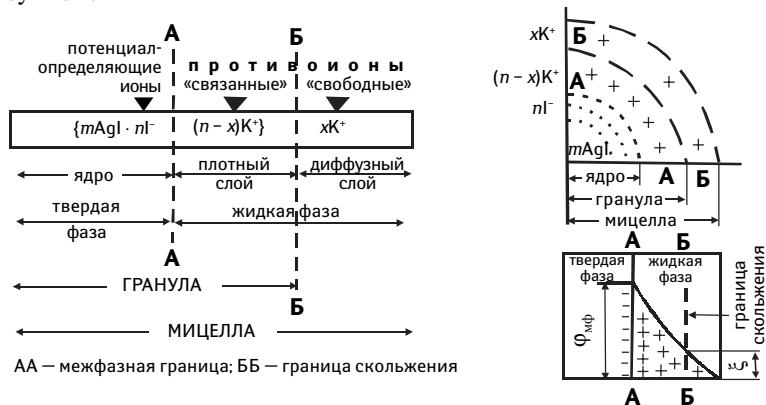 А
Б
потенциал-
определяющие
ионы
противоионы
«связанные» «свободные»
{mAgI · nI⁻ (n – x)K⁺} xK⁺
ядро
плотный
слой
диффузный
слой
твердая
фаза
жидкая фаза
А
ГРАНУЛА
Б
МИЦЕЛЛА
АА — межфазная граница; ББ — граница скольжения
xK⁺
Б
(n – x)K⁺
А
nI⁻
mAgI
ядро
А
Б
гранула
мицелла
А
Б
твердая
фаза
жидкая
фаза
φмф
граница
скольжения
ξ
А
Б